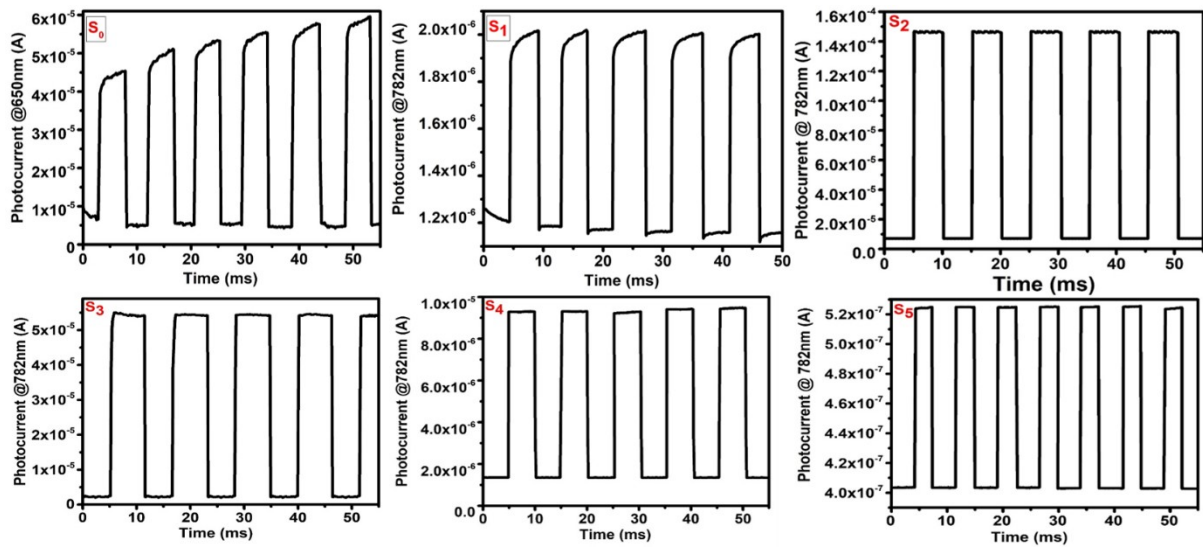 S₀
Photocurrent @650nm (A)
6x10⁻⁵
5x10⁻⁵
4x10⁻⁵
3x10⁻⁵
2x10⁻⁵
1x10⁻⁵
0
0 10 20 30 40 50
Time (ms)
S₁
Photocurrent @782nm (A)
2.0x10⁻⁶
1.8x10⁻⁶
1.6x10⁻⁶
1.4x10⁻⁶
1.2x10⁻⁶
0 10 20 30 40 50
Time (ms)
S₂
Photocurrent @ 782nm (A)
1.6x10⁻⁴
1.4x10⁻⁴
1.2x10⁻⁴
1.0x10⁻⁴
8.0x10⁻⁵
6.0x10⁻⁵
4.0x10⁻⁵
2.0x10⁻⁵
0.0
0 10 20 30 40 50
Time (ms)
S₃
Photocurrent @782nm (A)
5x10⁻⁵
4x10⁻⁵
3x10⁻⁵
2x10⁻⁵
1x10⁻⁵
0
0 10 20 30 40 50
Time (ms)
S₄
Photocurrent @782nm (A)
1.0x10⁻⁵
8.0x10⁻⁶
6.0x10⁻⁶
4.0x10⁻⁶
2.0x10⁻⁶
0.0
0 10 20 30 40 50
Time (ms)
S₅
Photocurrent @ 782nm (A)
5.2x10⁻⁷
5.0x10⁻⁷
4.8x10⁻⁷
4.6x10⁻⁷
4.4x10⁻⁷
4.2x10⁻⁷
4.0x10⁻⁷
0 10 20 30 40 50
Time (ms)